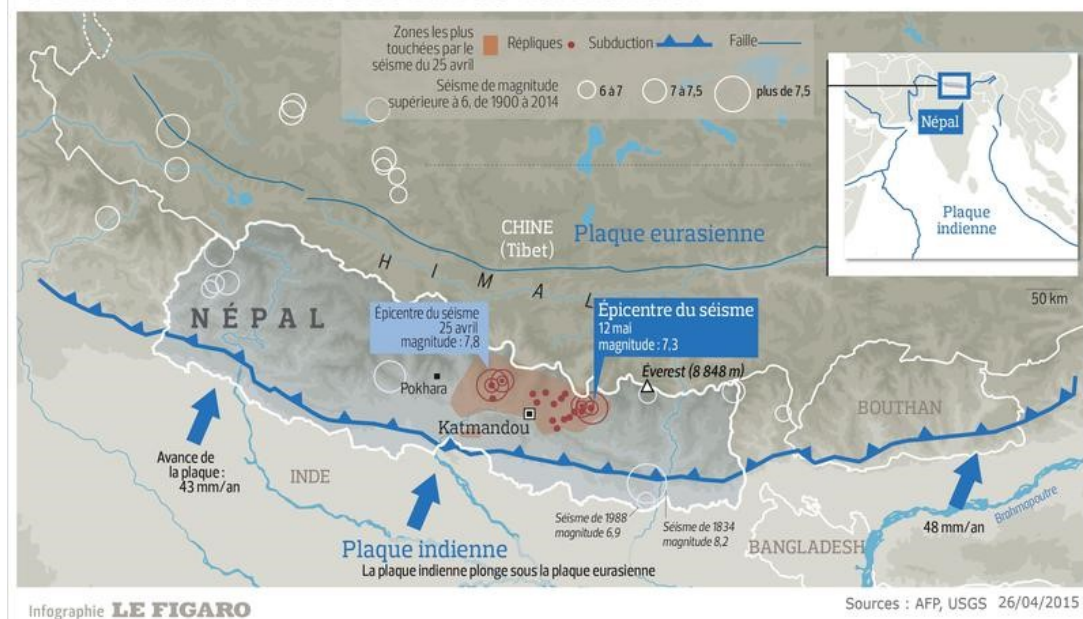 Zones les plus
touchées par le
séisme du 25 avril
Répliques
Subduction
Faille
Séisme de magnitude
supérieure à 6, de 1900 à 2014
6 à 7
7 à 7,5
plus de 7,5
Népal
Plaque
indienne
CHINE
(Tibet)
Plaque eurasienne
HIMAL
50 km
NÉPAL
Épicentre du séisme
25 avril
magnitude : 7,8
Épicentre du séisme
12 mai
magnitude : 7,3
Éverest (8 848 m)
Pokhara
Katmandou
BOUTHAN
Avance de
la plaque :
43 mm/an
INDE
Séisme de 1988
magnitude 6,9
Séisme de 1834
magnitude 8,2
BANGLADESH
48 mm/an
Brahmapoutre
Plaque indienne
La plaque indienne plonge sous la plaque eurasienne
Infographie LE FIGARO
Sources : AFP, USGS 26/04/2015